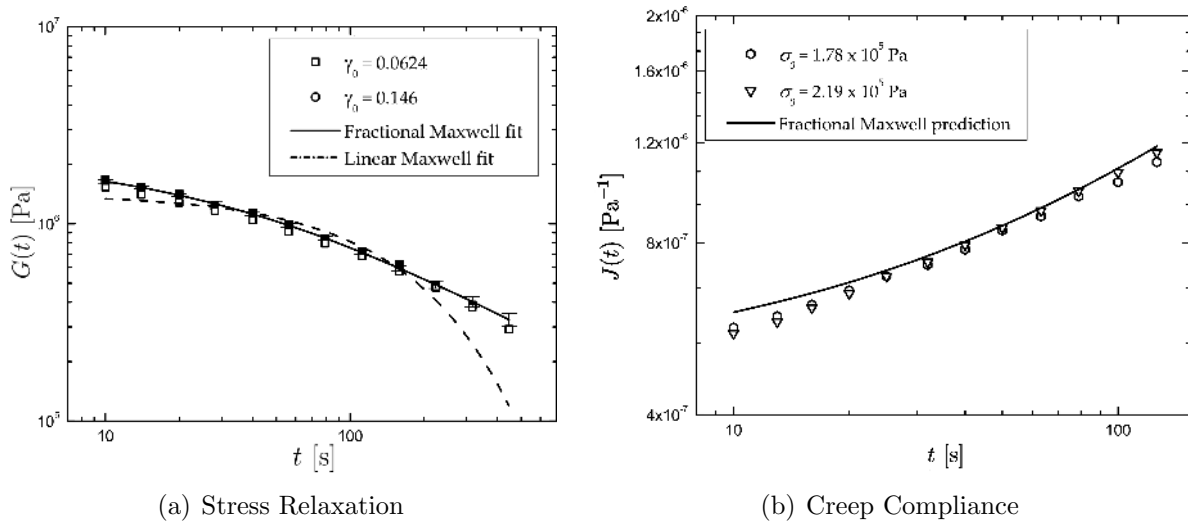 10⁷
10⁶
10⁵
G(t) [Pa]
γ₀ = 0.0624
γ₀ = 0.146
Fractional Maxwell fit
Linear Maxwell fit
10
100
t [s]
(a) Stress Relaxation
2x10⁻⁶
1.6x10⁻⁶
1.2x10⁻⁶
8x10⁻⁷
4x10⁻⁷
J(t) [Pa⁻¹]
σ₀ = 1.78 x 10⁵ Pa
σ₀ = 2.19 x 10⁵ Pa
Fractional Maxwell prediction
10
100
t [s]
(b) Creep Compliance